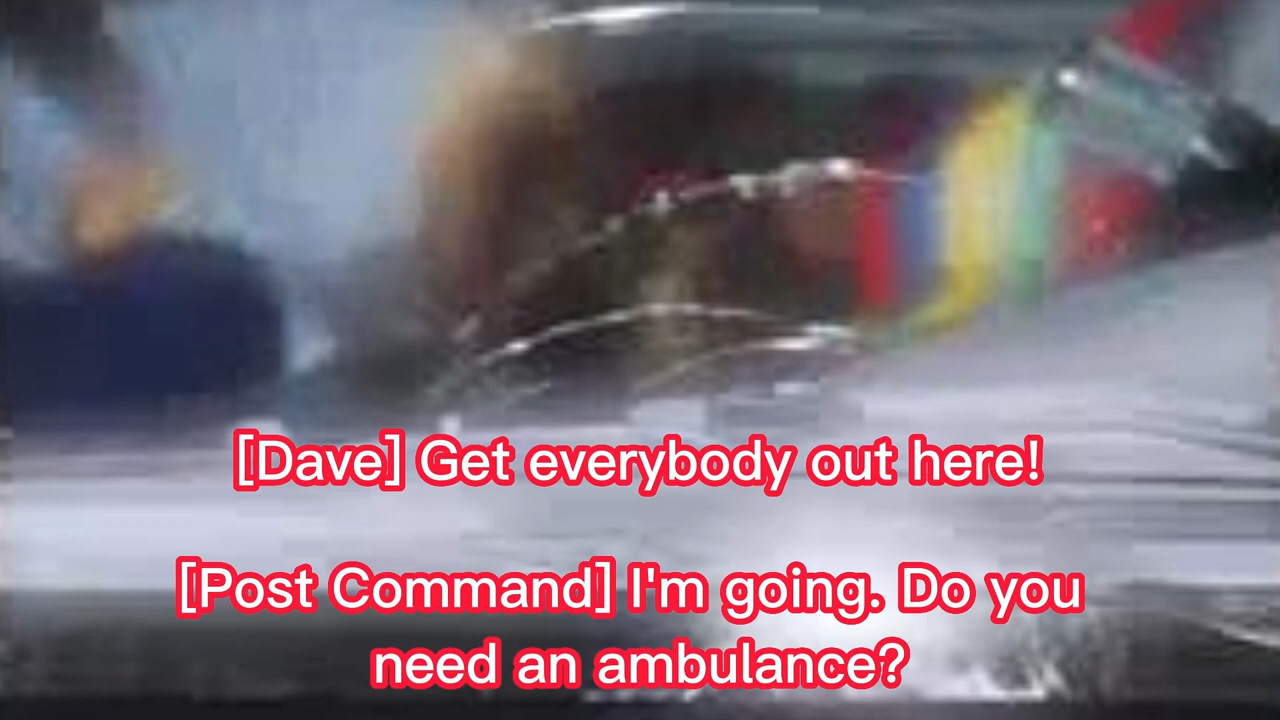 [Dave] Get everybody out here!
[Post Command] I'm going. Do you
need an ambulance?